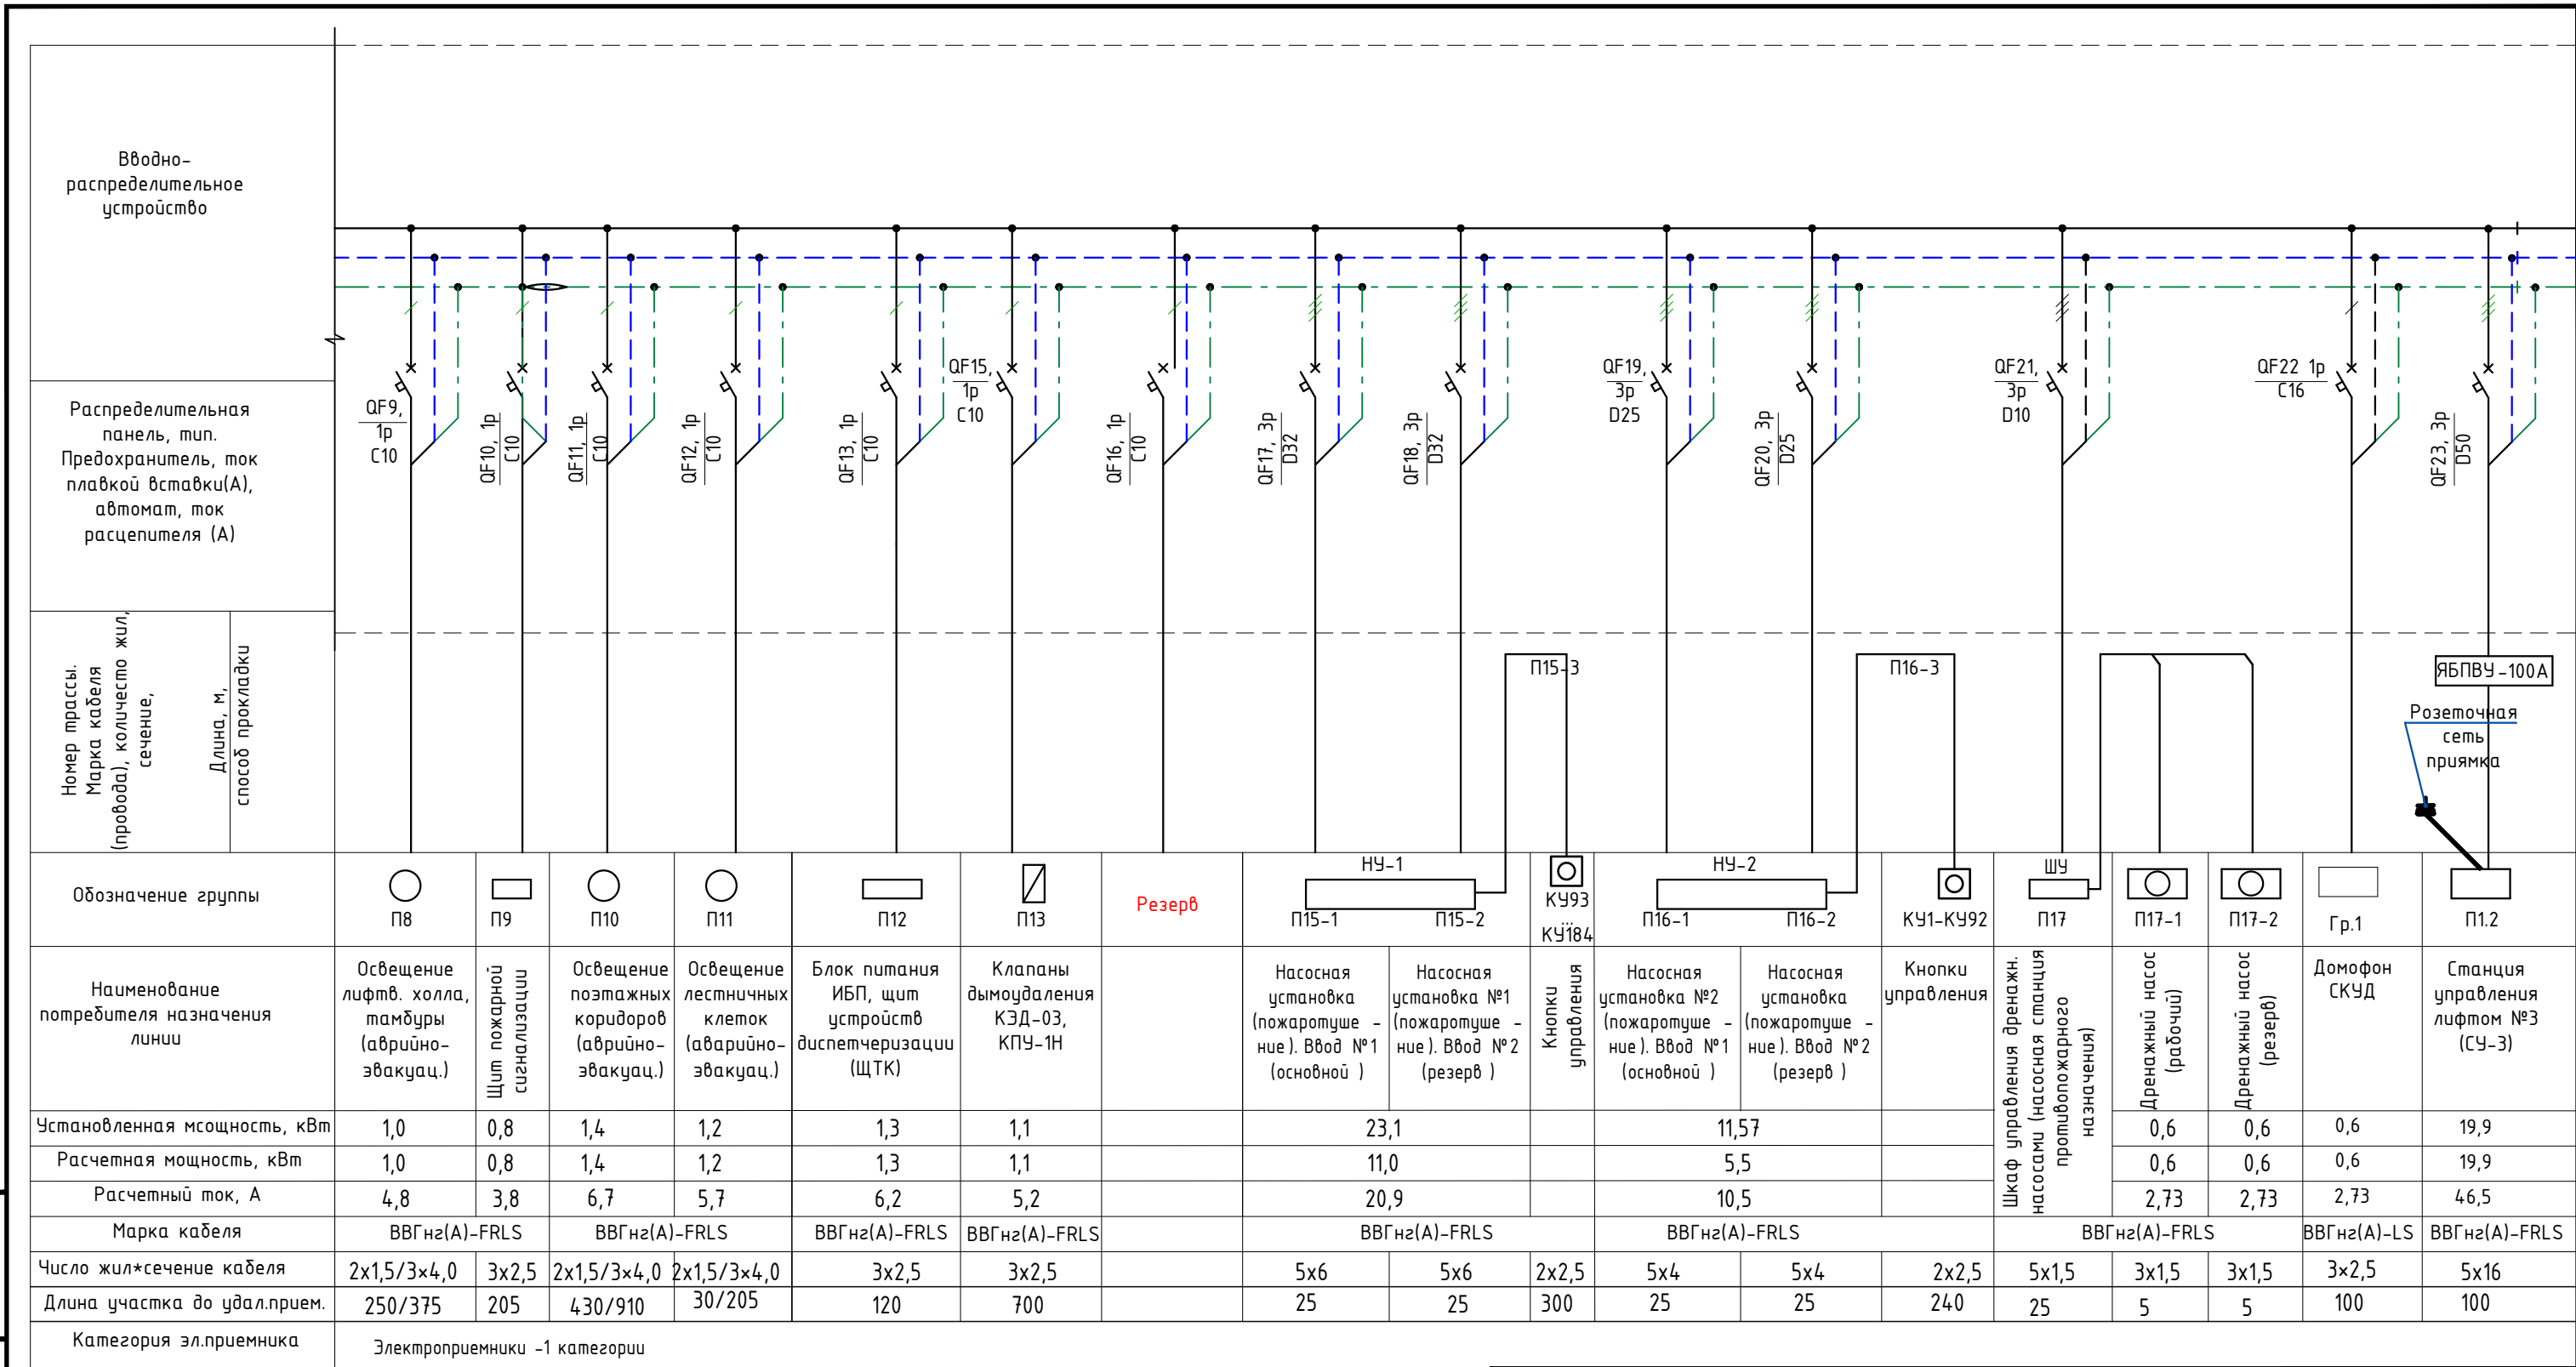 Вводно-
распределительное
устройство
Распределительная
панель, тип.
Предохранитель, ток
плавкой вставки(А),
автомат, ток
расцепителя (А)
QF9,
1р
С10
QF10, 1р
С10
QF11, 1р
С10
QF12, 1р
С10
QF13, 1р
С10
QF15,
1р
С10
QF16, 1р
С10
QF17, 3р
D32
QF18, 3р
D32
QF19,
3р
D25
QF20, 3р
D25
QF21,
3р
D10
QF22 1р
С16
QF23, 3р
D50
Номер трассы.
Марка кабеля
(провода), количесто жил,
сечение,
Длина, м,
способ прокладки
П15-3
П16-3
ЯБПВУ-100А
Розеточная
сеть
приямка
Обозначение группы
П8
П9
П10
П11
П12
П13
Резерв
НУ-1
П15-1
П15-2
КУ93
...
КУ184
НУ-2
П16-1
П16-2
КУ1-КУ92
ШУ
П17
П17-1
П17-2
Гр.1
П1.2
Наименование
потребителя назначения
линии
Освещение
лифтв. холла,
тамбуры
(аврийно-
эвакуац.)
Щит пожарной
сигнализации
Освещение
поэтажных
коридоров
(аврийно-
эвакуац.)
Освещение
лестничных
клеток
(аварийно-
эвакуац.)
Блок питания
ИБП, щит
устройств
диспетчеризации
(ЩТК)
Клапаны
дымоудаления
КЭД-03,
КПУ-1Н
Насосная
установка
(пожаротуше -
ние). Ввод №1
(основной )
Насосная
установка №1
(пожаротуше -
ние). Ввод №2
(резерв )
Кнопки
управления
Насосная
установка №2
(пожаротуше -
ние). Ввод №1
(основной )
Насосная
установка
(пожаротуше -
ние). Ввод №2
(резерв )
Кнопки
управления
Шкаф управления дренажн.
насосами (насосная станция
противопожарного
назначения)
Дренажный насос
(рабочий)
Дренажный насос
(резерв)
Домофон
СКУД
Станция
управления
лифтом №3
(СУ-3)
Установленная мсощность, кВт
1,0 0,8 1,4 1,2 1,3 1,1 23,1 11,57 0,6 0,6 0,6 19,9
Расчетная мощность, кВт
1,0 0,8 1,4 1,2 1,3 1,1 11,0 5,5 0,6 0,6 0,6 19,9
Расчетный ток, А
4,8 3,8 6,7 5,7 6,2 5,2 20,9 10,5 2,73 2,73 2,73 46,5
Марка кабеля
ВВГнг(А)-FRLS ВВГнг(А)-FRLS ВВГнг(А)-FRLS ВВГнг(А)-FRLS ВВГнг(А)-FRLS ВВГнг(А)-FRLS ВВГнг(А)-FRLS ВВГнг(А)-LS ВВГнг(А)-FRLS
Число жил*сечение кабеля
2х1,5/3×4,0 3х2,5 2х1,5/3×4,0 2х1,5/3×4,0 3х2,5 3х2,5 5х6 5х6 2х2,5 5х4 5х4 2х2,5 5х1,5 3х1,5 3х1,5 3×2,5 5х16
Длина участка до удал.прием.
250/375 205 430/910 30/205 120 700 25 25 300 25 25 240 25 5 5 100 100
Категория эл.приемника
Электроприемники -1 категории